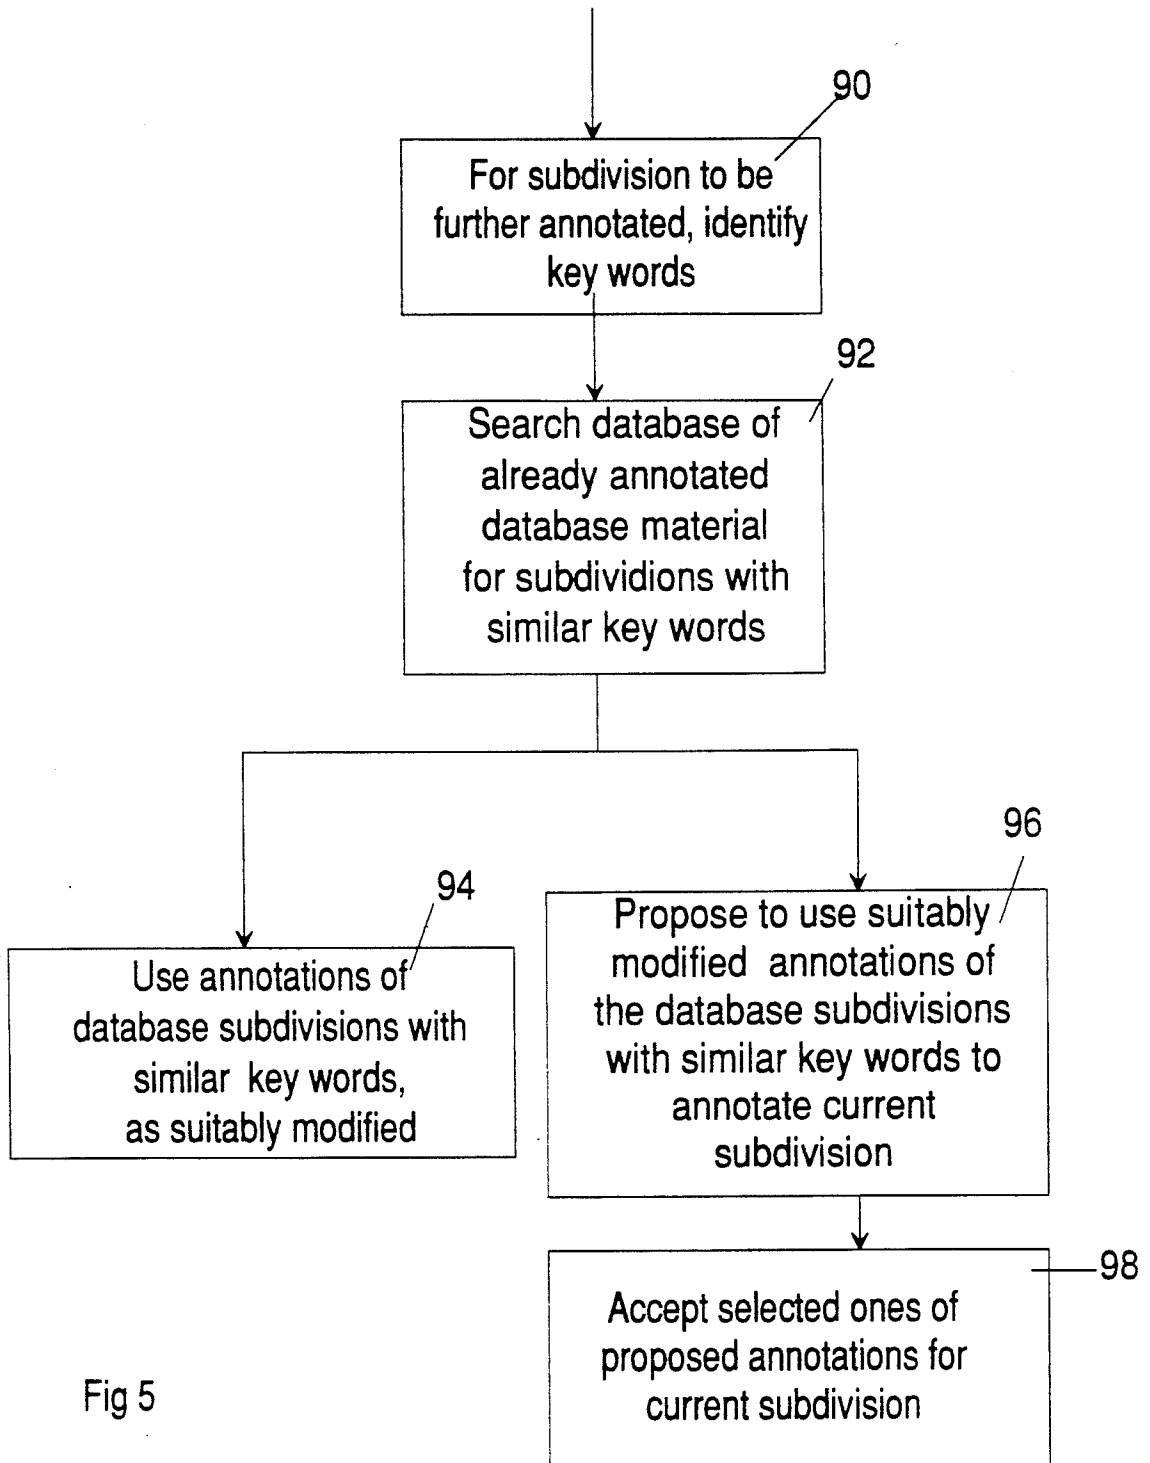 90
For subdivision to be
further annotated, identify
key words
92
Search database of
already annotated
database material
for subdividions with
similar key words
94
Use annotations of
database subdivisions with
similar key words,
as suitably modified
96
Propose to use suitably
modified annotations of
the database subdivisions
with similar key words to
annotate current
subdivision
98
Accept selected ones of
proposed annotations for
current subdivision
Fig 5